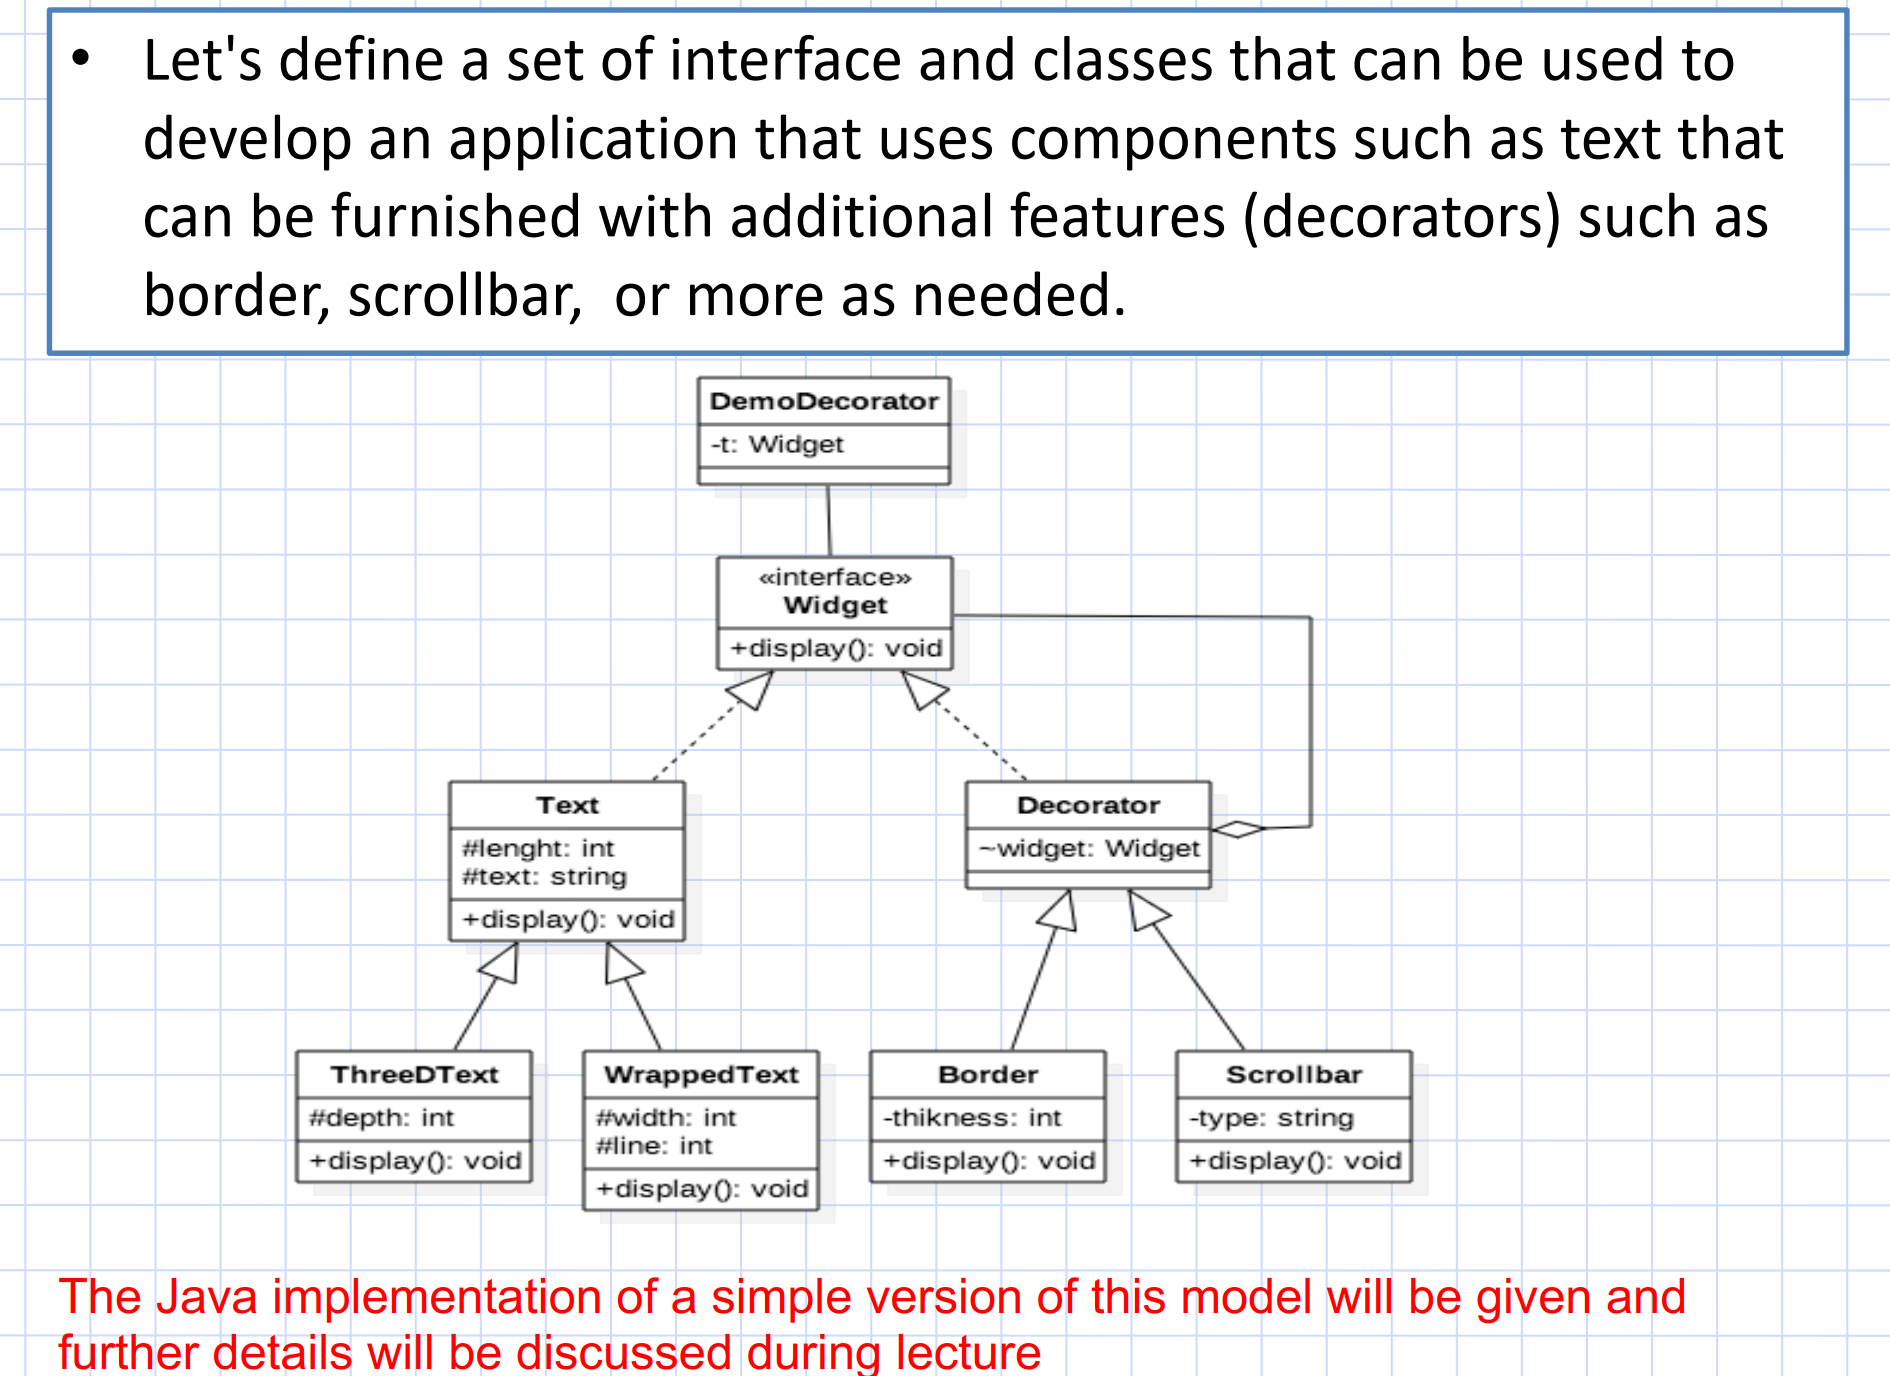 • Let's define a set of interface and classes that can be used to
develop an application that uses components such as text that
can be furnished with additional features (decorators) such as
border, scrollbar, or more as needed.
DemoDecorator
-t: Widget
«interface»
Widget
+display(): void
Text
#lenght: int
#text: string
+display(): void
Decorator
~widget: Widget
ThreeDText
#depth: int
+display(): void
WrappedText
#width: int
#line: int
+display(): void
Border
-thikness: int
+display(): void
Scrollbar
-type: string
+display(): void
The Java implementation of a simple version of this model will be given and
further details will be discussed during lecture